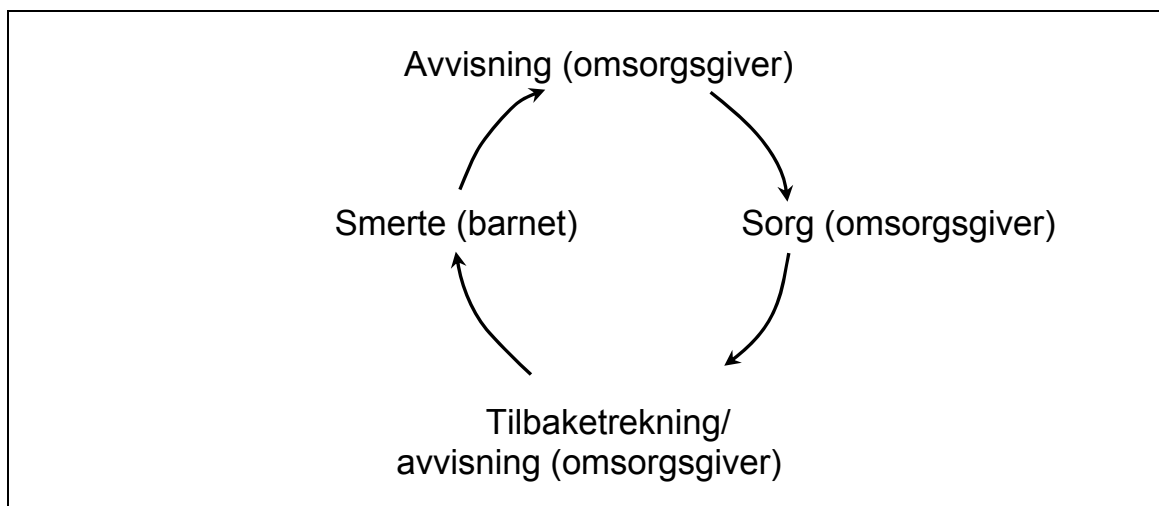 Avvisning (omsorgsgiver)
Smerte (barnet)
Sorg (omsorgsgiver)
Tilbaketrekning/
avvisning (omsorgsgiver)